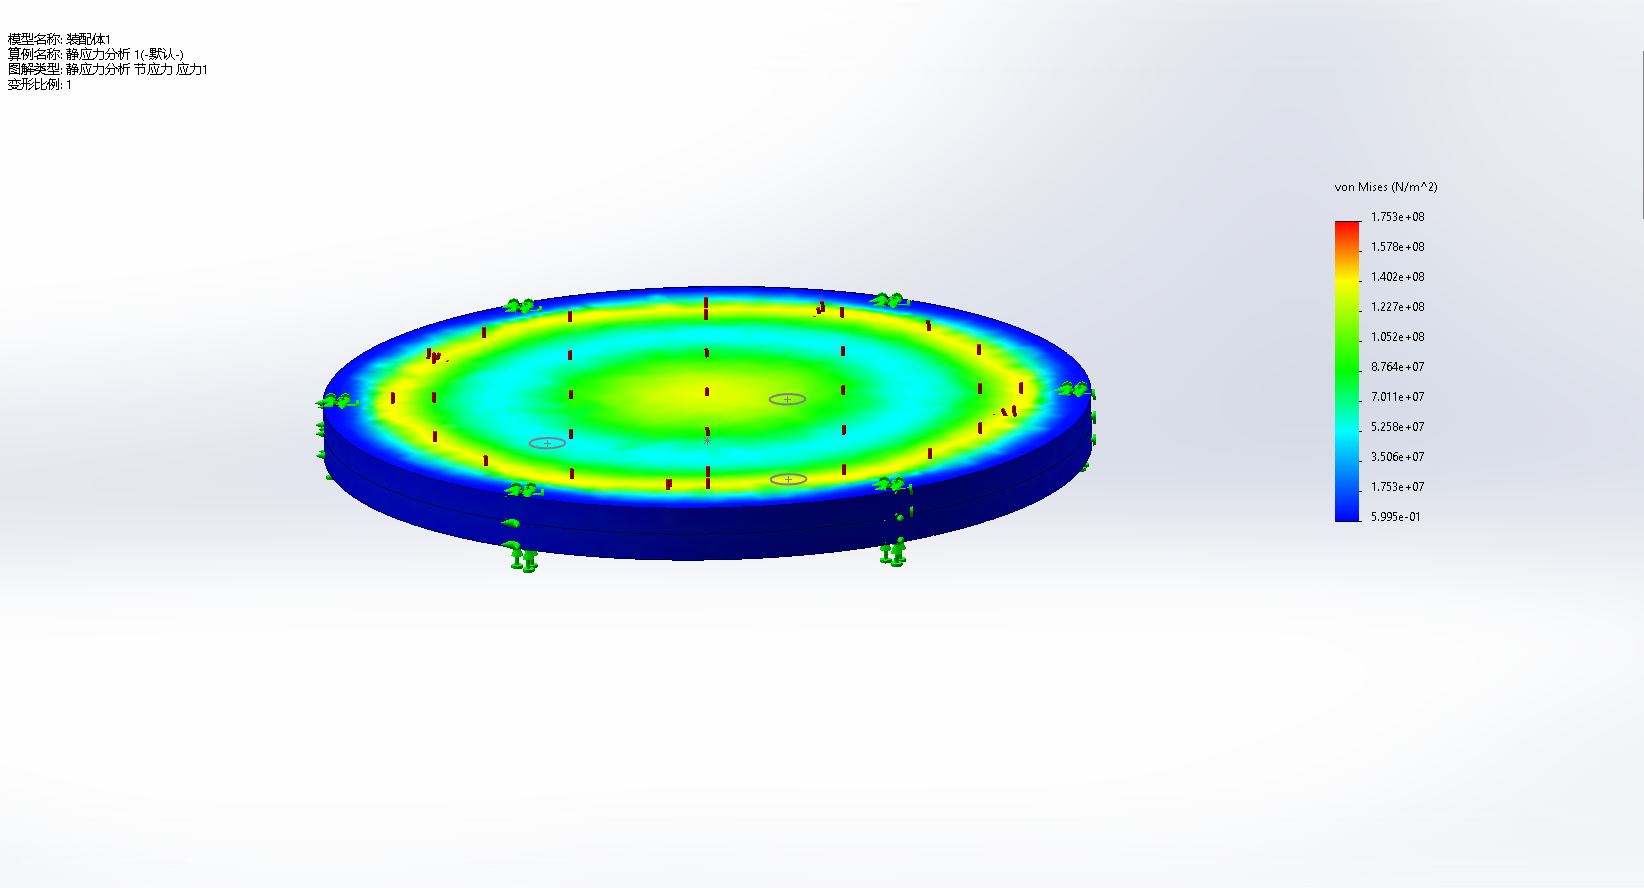 模型名称: 装配体1
算例名称: 静应力分析 1(-默认-)
图解类型: 静应力分析 节应力 应力1
变形比例: 1
von Mises (N/m^2)
1.753e+08
1.578e+08
1.402e+08
1.227e+08
1.052e+08
8.764e+07
7.011e+07
5.258e+07
3.506e+07
1.753e+07
5.995e-01